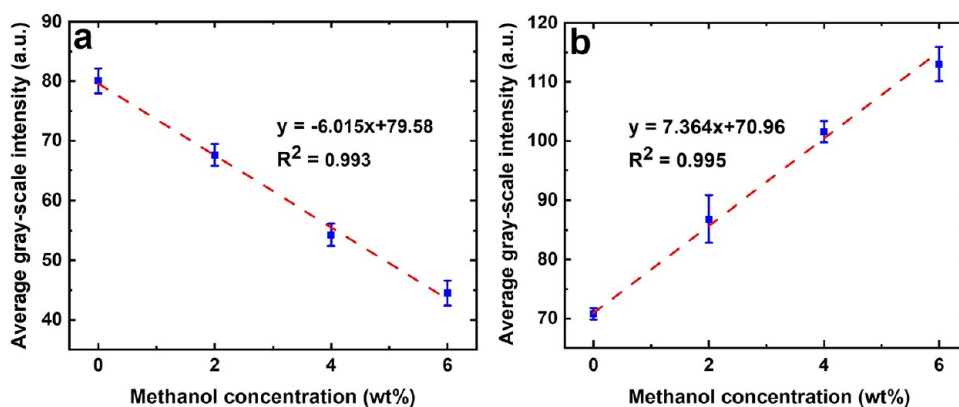 a
Average gray-scale intensity (a.u.)
90
80
70
60
50
40
y = -6.015x+79.58
R² = 0.993
0 2 4 6
Methanol concentration (wt%)
b
Average gray-scale intensity (a.u.)
120
110
100
90
80
70
y = 7.364x+70.96
R² = 0.995
0 2 4 6
Methanol concentration (wt%)